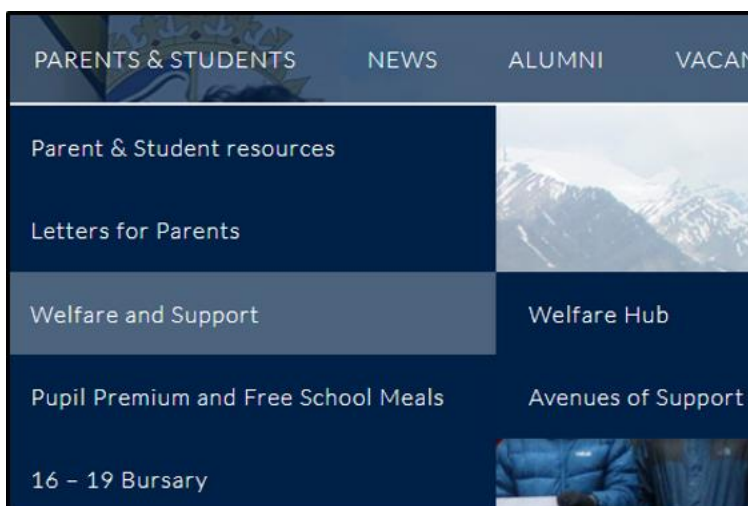 PARENTS & STUDENTS NEWS ALUMNI
Parent & Student resources
Letters for Parents
Welfare and Support Welfare Hub
Pupil Premium and Free School Meals Avenues of Support
16 – 19 Bursary